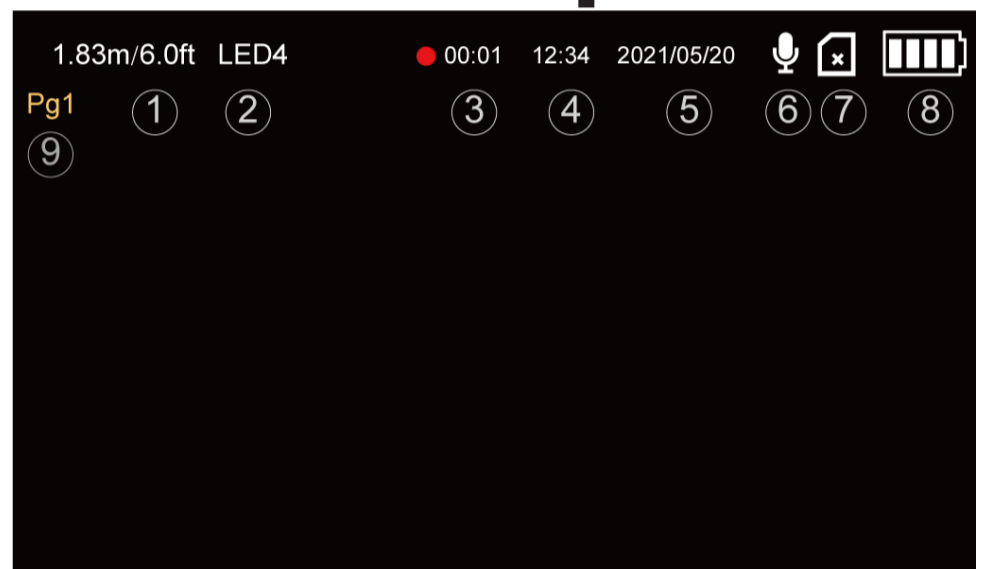 1.83m/6.0ft LED4 00:01 12:34 2021/05/20
Pg1 ① ② ③ ④ ⑤ ⑥ ⑦ ⑧
⑨